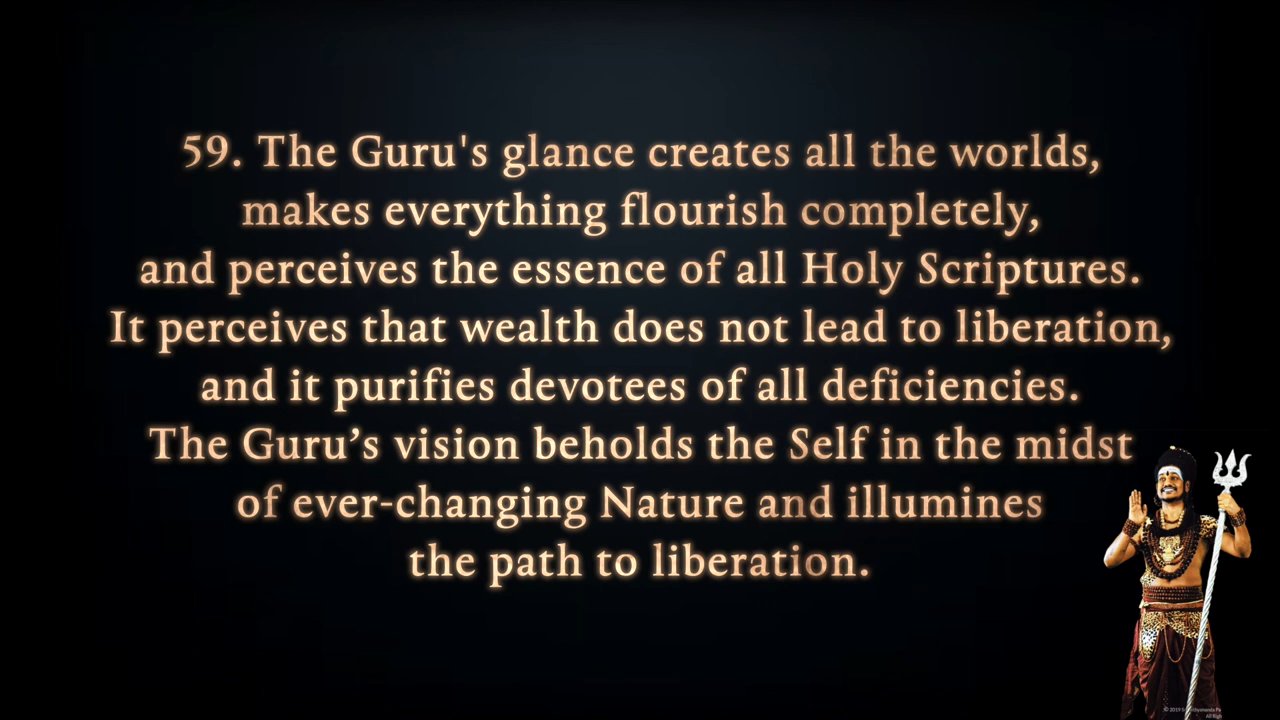 59. The Guru's glance creates all the worlds,
makes everything flourish completely,
and perceives the essence of all Holy Scriptures.
It perceives that wealth does not lead to liberation,
and it purifies devotees of all deficiencies.
The Guru’s vision beholds the Self in the midst
of ever-changing Nature and illumines
the path to liberation.
© 2019